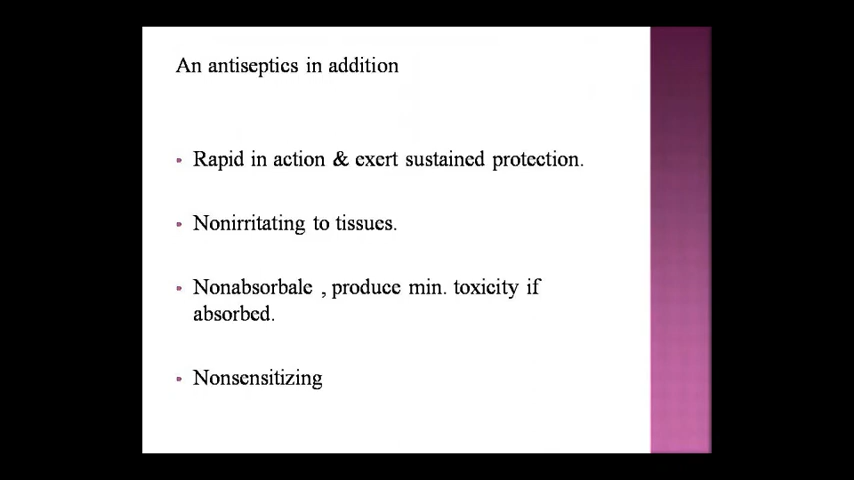 An antiseptics in addition
Rapid in action & exert sustained protection.
Nonirritating to tissues.
Nonabsorbale , produce min. toxicity if
absorbed.
Nonsensitizing